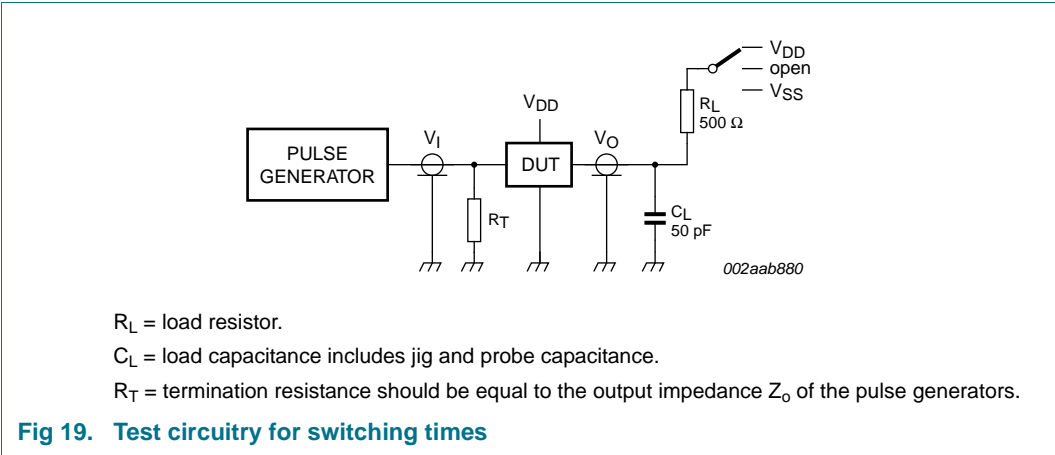 V_DD
open
V_SS
R_L
500 Ω
V_DD
V_I
V_O
PULSE
GENERATOR
DUT
R_T
C_L
50 pF
002aab880
R_L = load resistor.
C_L = load capacitance includes jig and probe capacitance.
R_T = termination resistance should be equal to the output impedance Z_o of the pulse generators.
Fig 19. Test circuitry for switching times